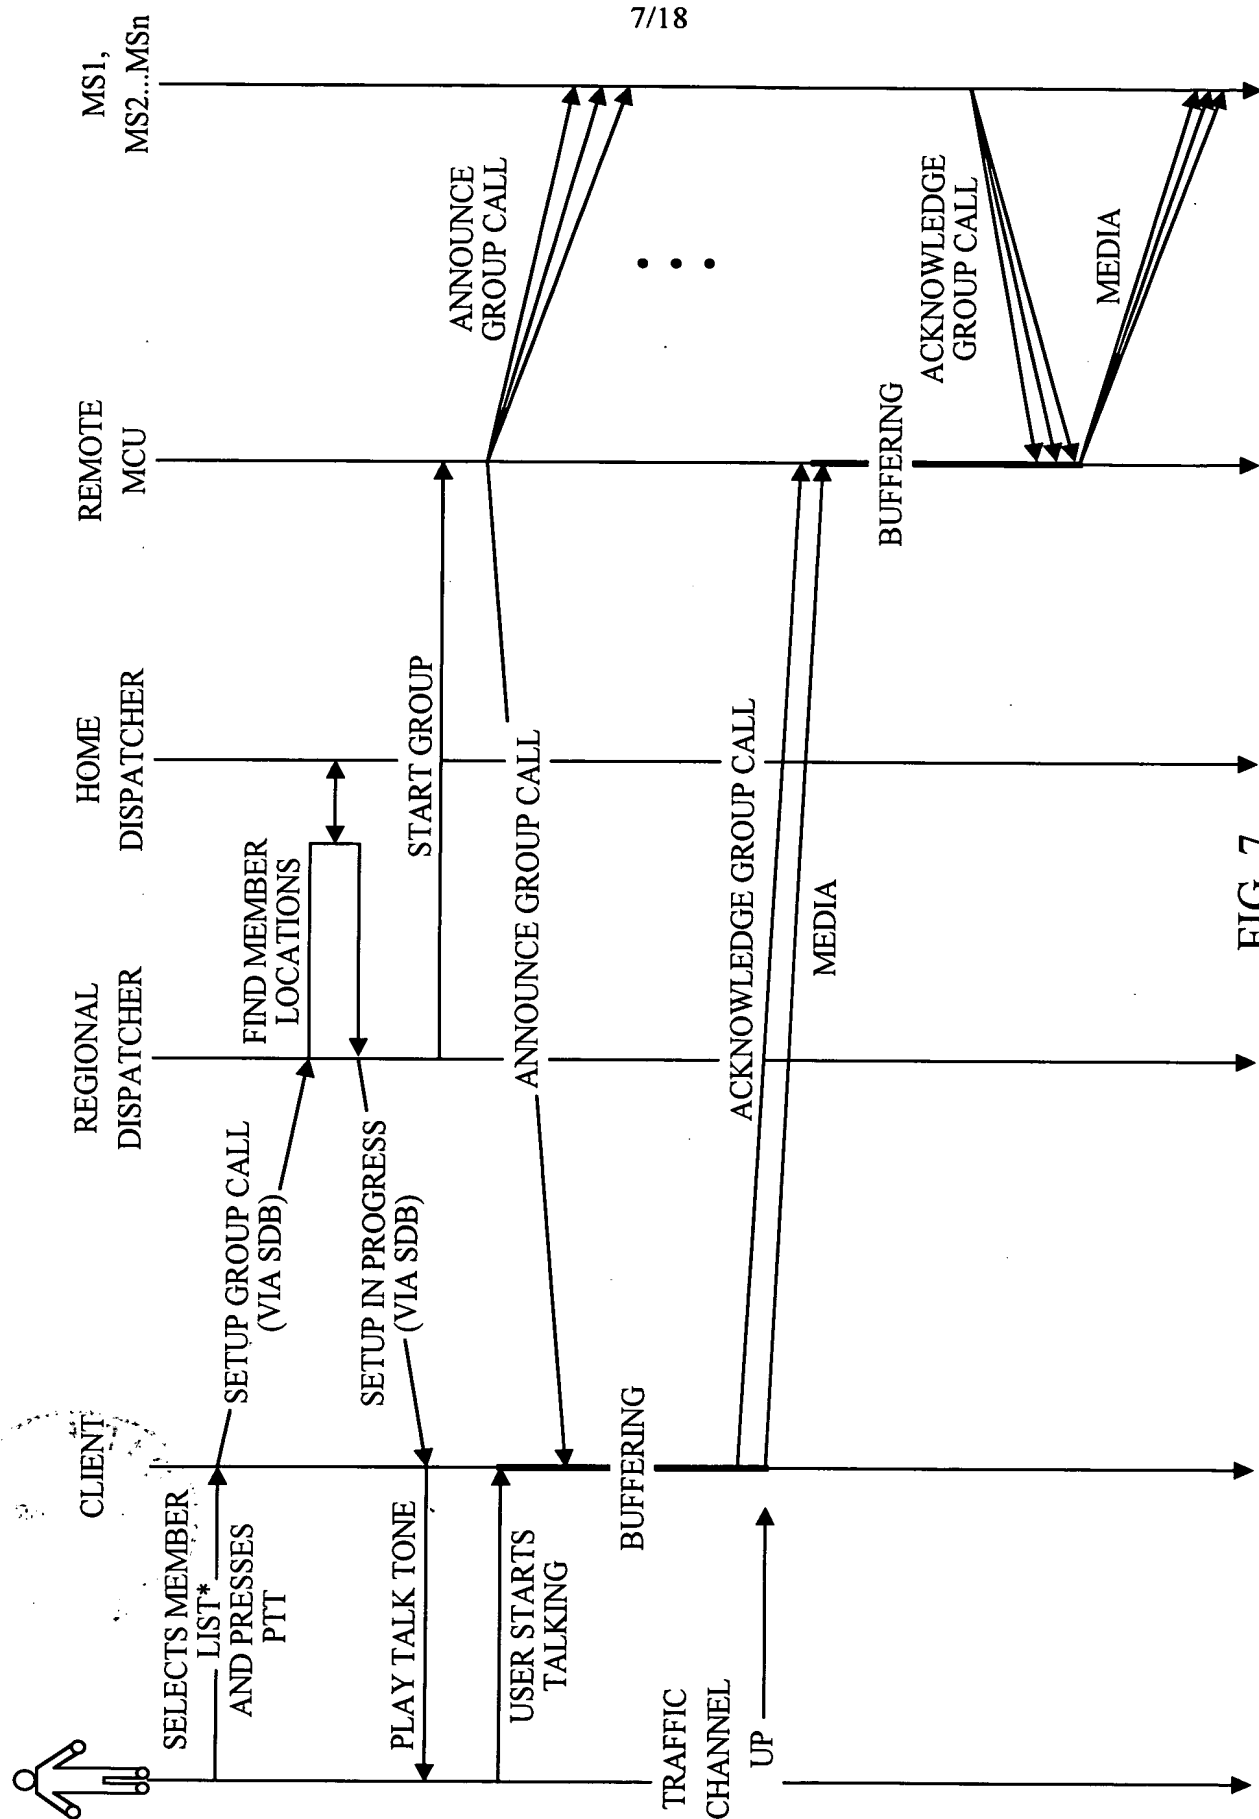 7/18
CLIENT
REGIONAL
DISPATCHER
HOME
DISPATCHER
REMOTE
MCU
MS1,
MS2...MSn
SELECTS MEMBER
LIST*
AND PRESSES
PTT
SETUP GROUP CALL
(VIA SDB)
FIND MEMBER
LOCATIONS
SETUP IN PROGRESS
(VIA SDB)
PLAY TALK TONE
START GROUP
ANNOUNCE
GROUP CALL
ANNOUNCE GROUP CALL
USER STARTS
TALKING
BUFFERING
TRAFFIC
CHANNEL
UP
ACKNOWLEDGE GROUP CALL
MEDIA
BUFFERING
ACKNOWLEDGE
GROUP CALL
MEDIA
FIG. 7